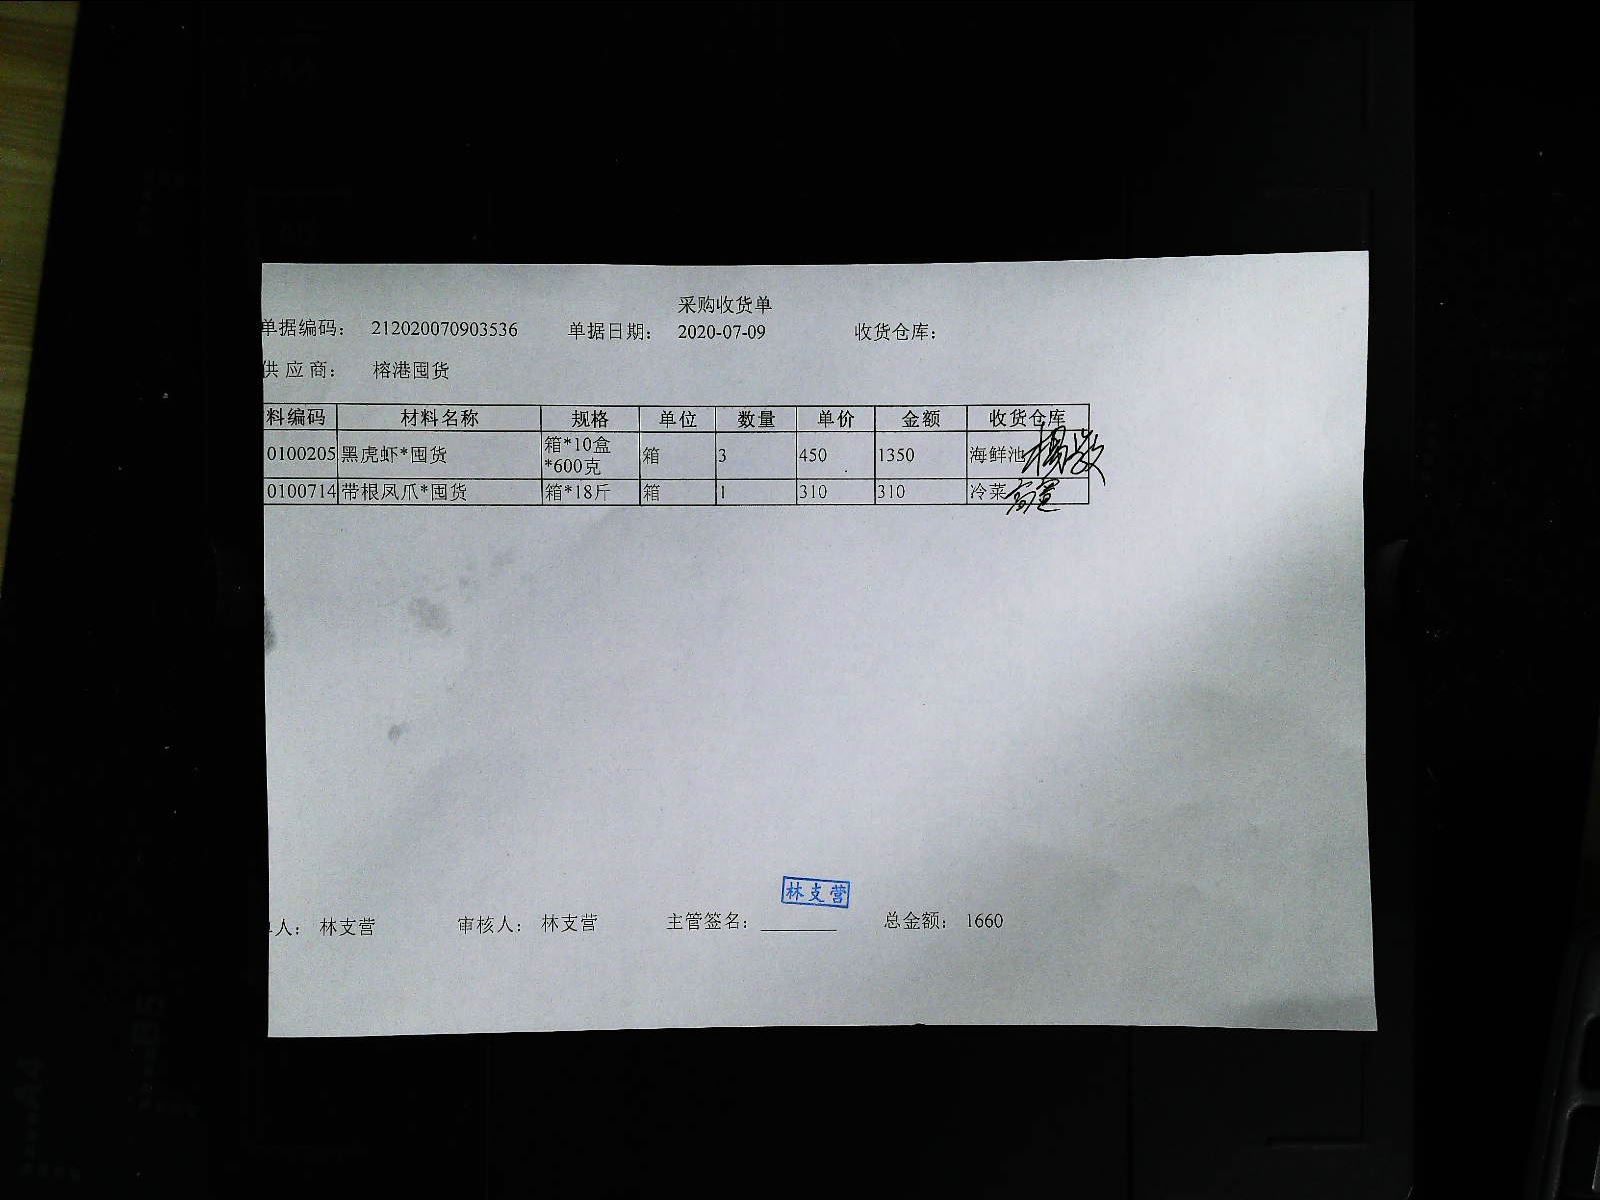 采购收货单
单据编码： 212020070903536 单据日期： 2020-07-09 收货仓库：
供 应 商： 榕港囤货
料编码 材料名称 规格 单位 数量 单价 金额 收货仓库
0100205 黑虎虾*囤货 箱*10盒*600克 箱 3 450 1350 海鲜池
0100714 带根凤爪*囤货 箱*18斤 箱 1 310 310 冷菜
林支营
人： 林支营 审核人： 林支营 主管签名： 总金额： 1660